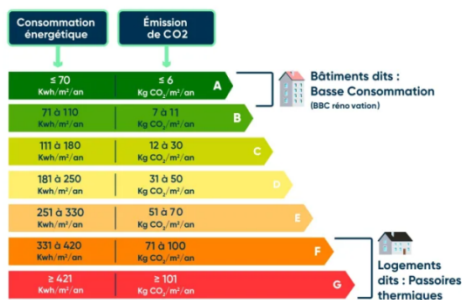 Consommation
énergétique
Émission
de CO2
≤ 70
Kwh/m²/an
≤ 6
Kg CO₂/m²/an
A
71 à 110
Kwh/m²/an
7 à 11
Kg CO₂/m²/an
B
111 à 180
Kwh/m²/an
12 à 30
Kg CO₂/m²/an
C
181 à 250
Kwh/m²/an
31 à 50
Kg CO₂/m²/an
D
251 à 330
Kwh/m²/an
51 à 70
Kg CO₂/m²/an
E
331 à 420
Kwh/m²/an
71 à 100
Kg CO₂/m²/an
F
≥ 421
Kwh/m²/an
≥ 101
Kg CO₂/m²/an
G
Bâtiments dits :
Basse Consommation
(BBC réno vation)
Logements
dits : Passoires
thermiques